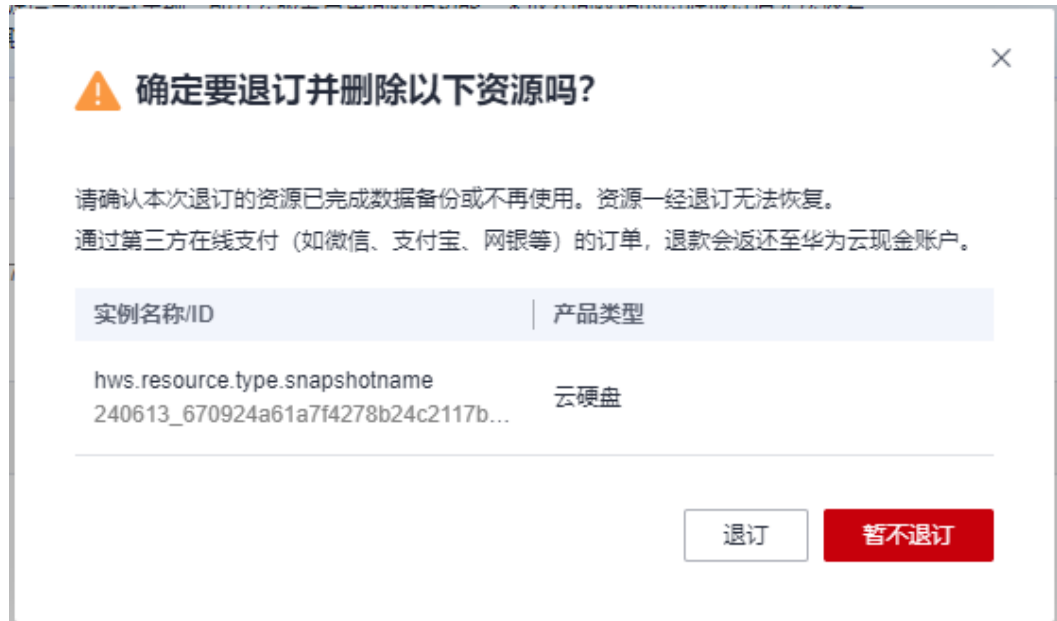 确定要退订并删除以下资源吗？
请确认本次退订的资源已完成数据备份或不再使用。资源一经退订无法恢复。
通过第三方在线支付（如微信、支付宝、网银等）的订单，退款会返还至华为云现金账户。
实例名称/ID
产品类型
hws.resource.type.snapshotname
240613_670924a61a7f4278b24c2117b...
云硬盘
退订
暂不退订